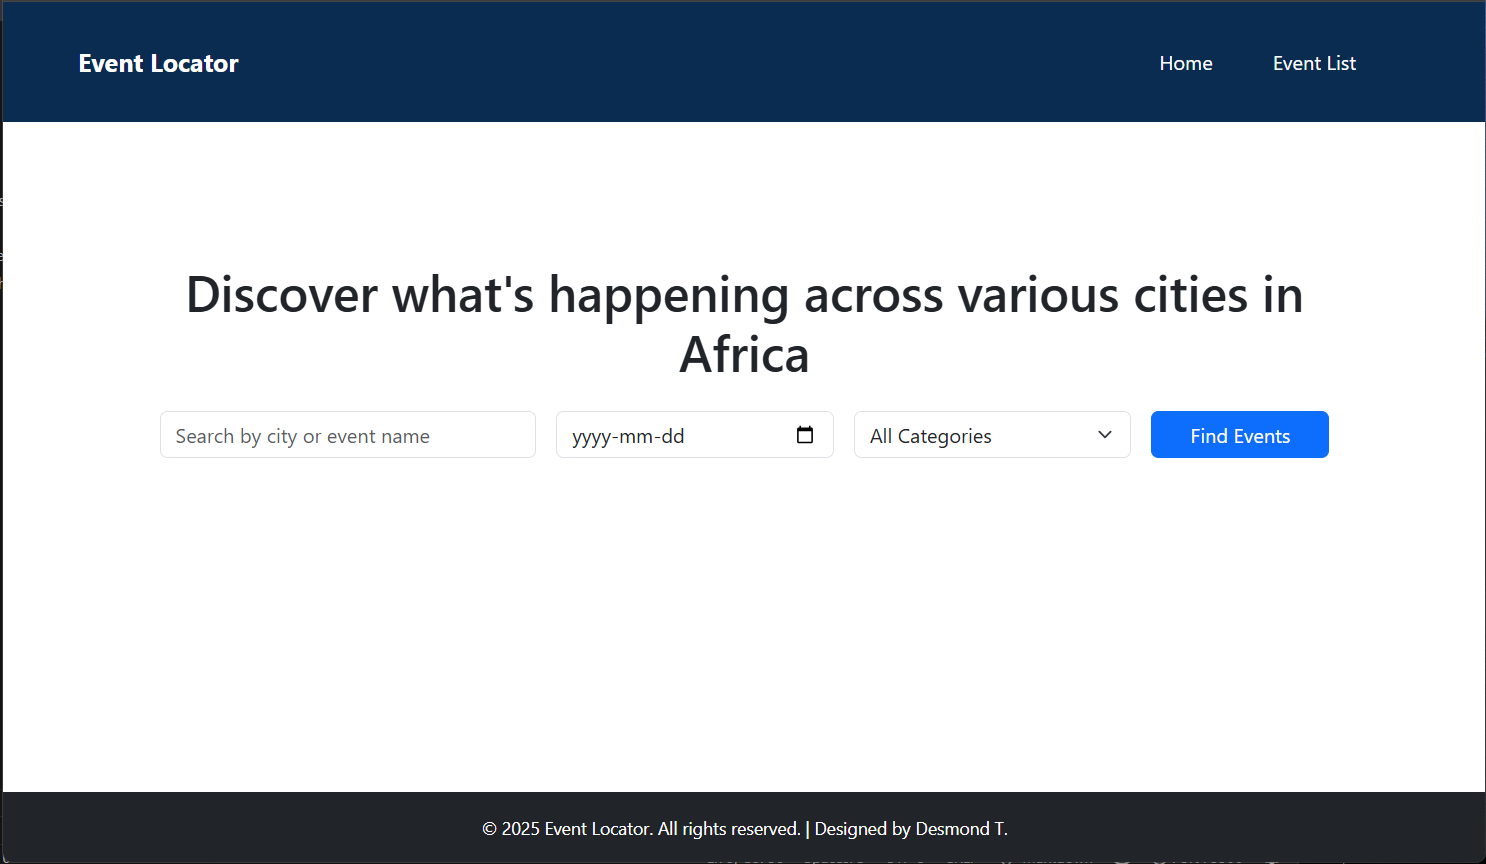 Event Locator
Home
Event List
Discover what's happening across various cities in
Africa
Search by city or event name
yyyy-mm-dd
All Categories
Find Events
© 2025 Event Locator. All rights reserved. | Designed by Desmond T.